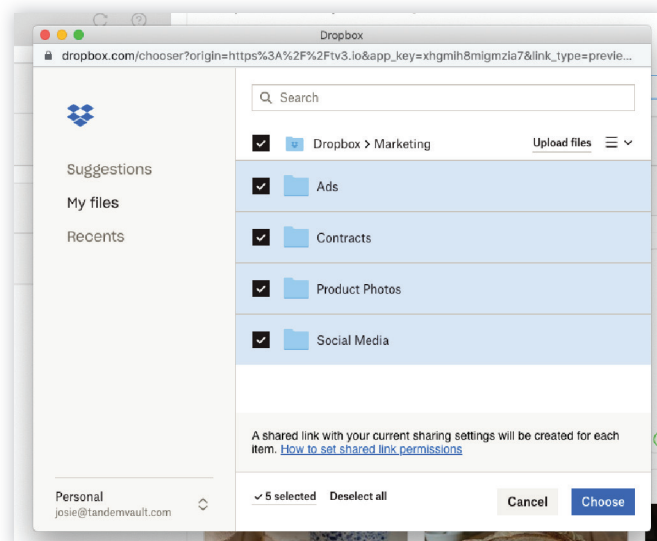 Dropbox
dropbox.com/chooser?origin=https%3A%2F%2Ftv3.io&app_key=xhgmih8migmzia7&link_type=previe...
Search
Dropbox > Marketing
Upload files
Suggestions
My files
Recents
Ads
Contracts
Product Photos
Social Media
A shared link with your current sharing settings will be created for each
item. How to set shared link permissions
Personal
josie@tandemvault.com
5 selected
Deselect all
Cancel
Choose